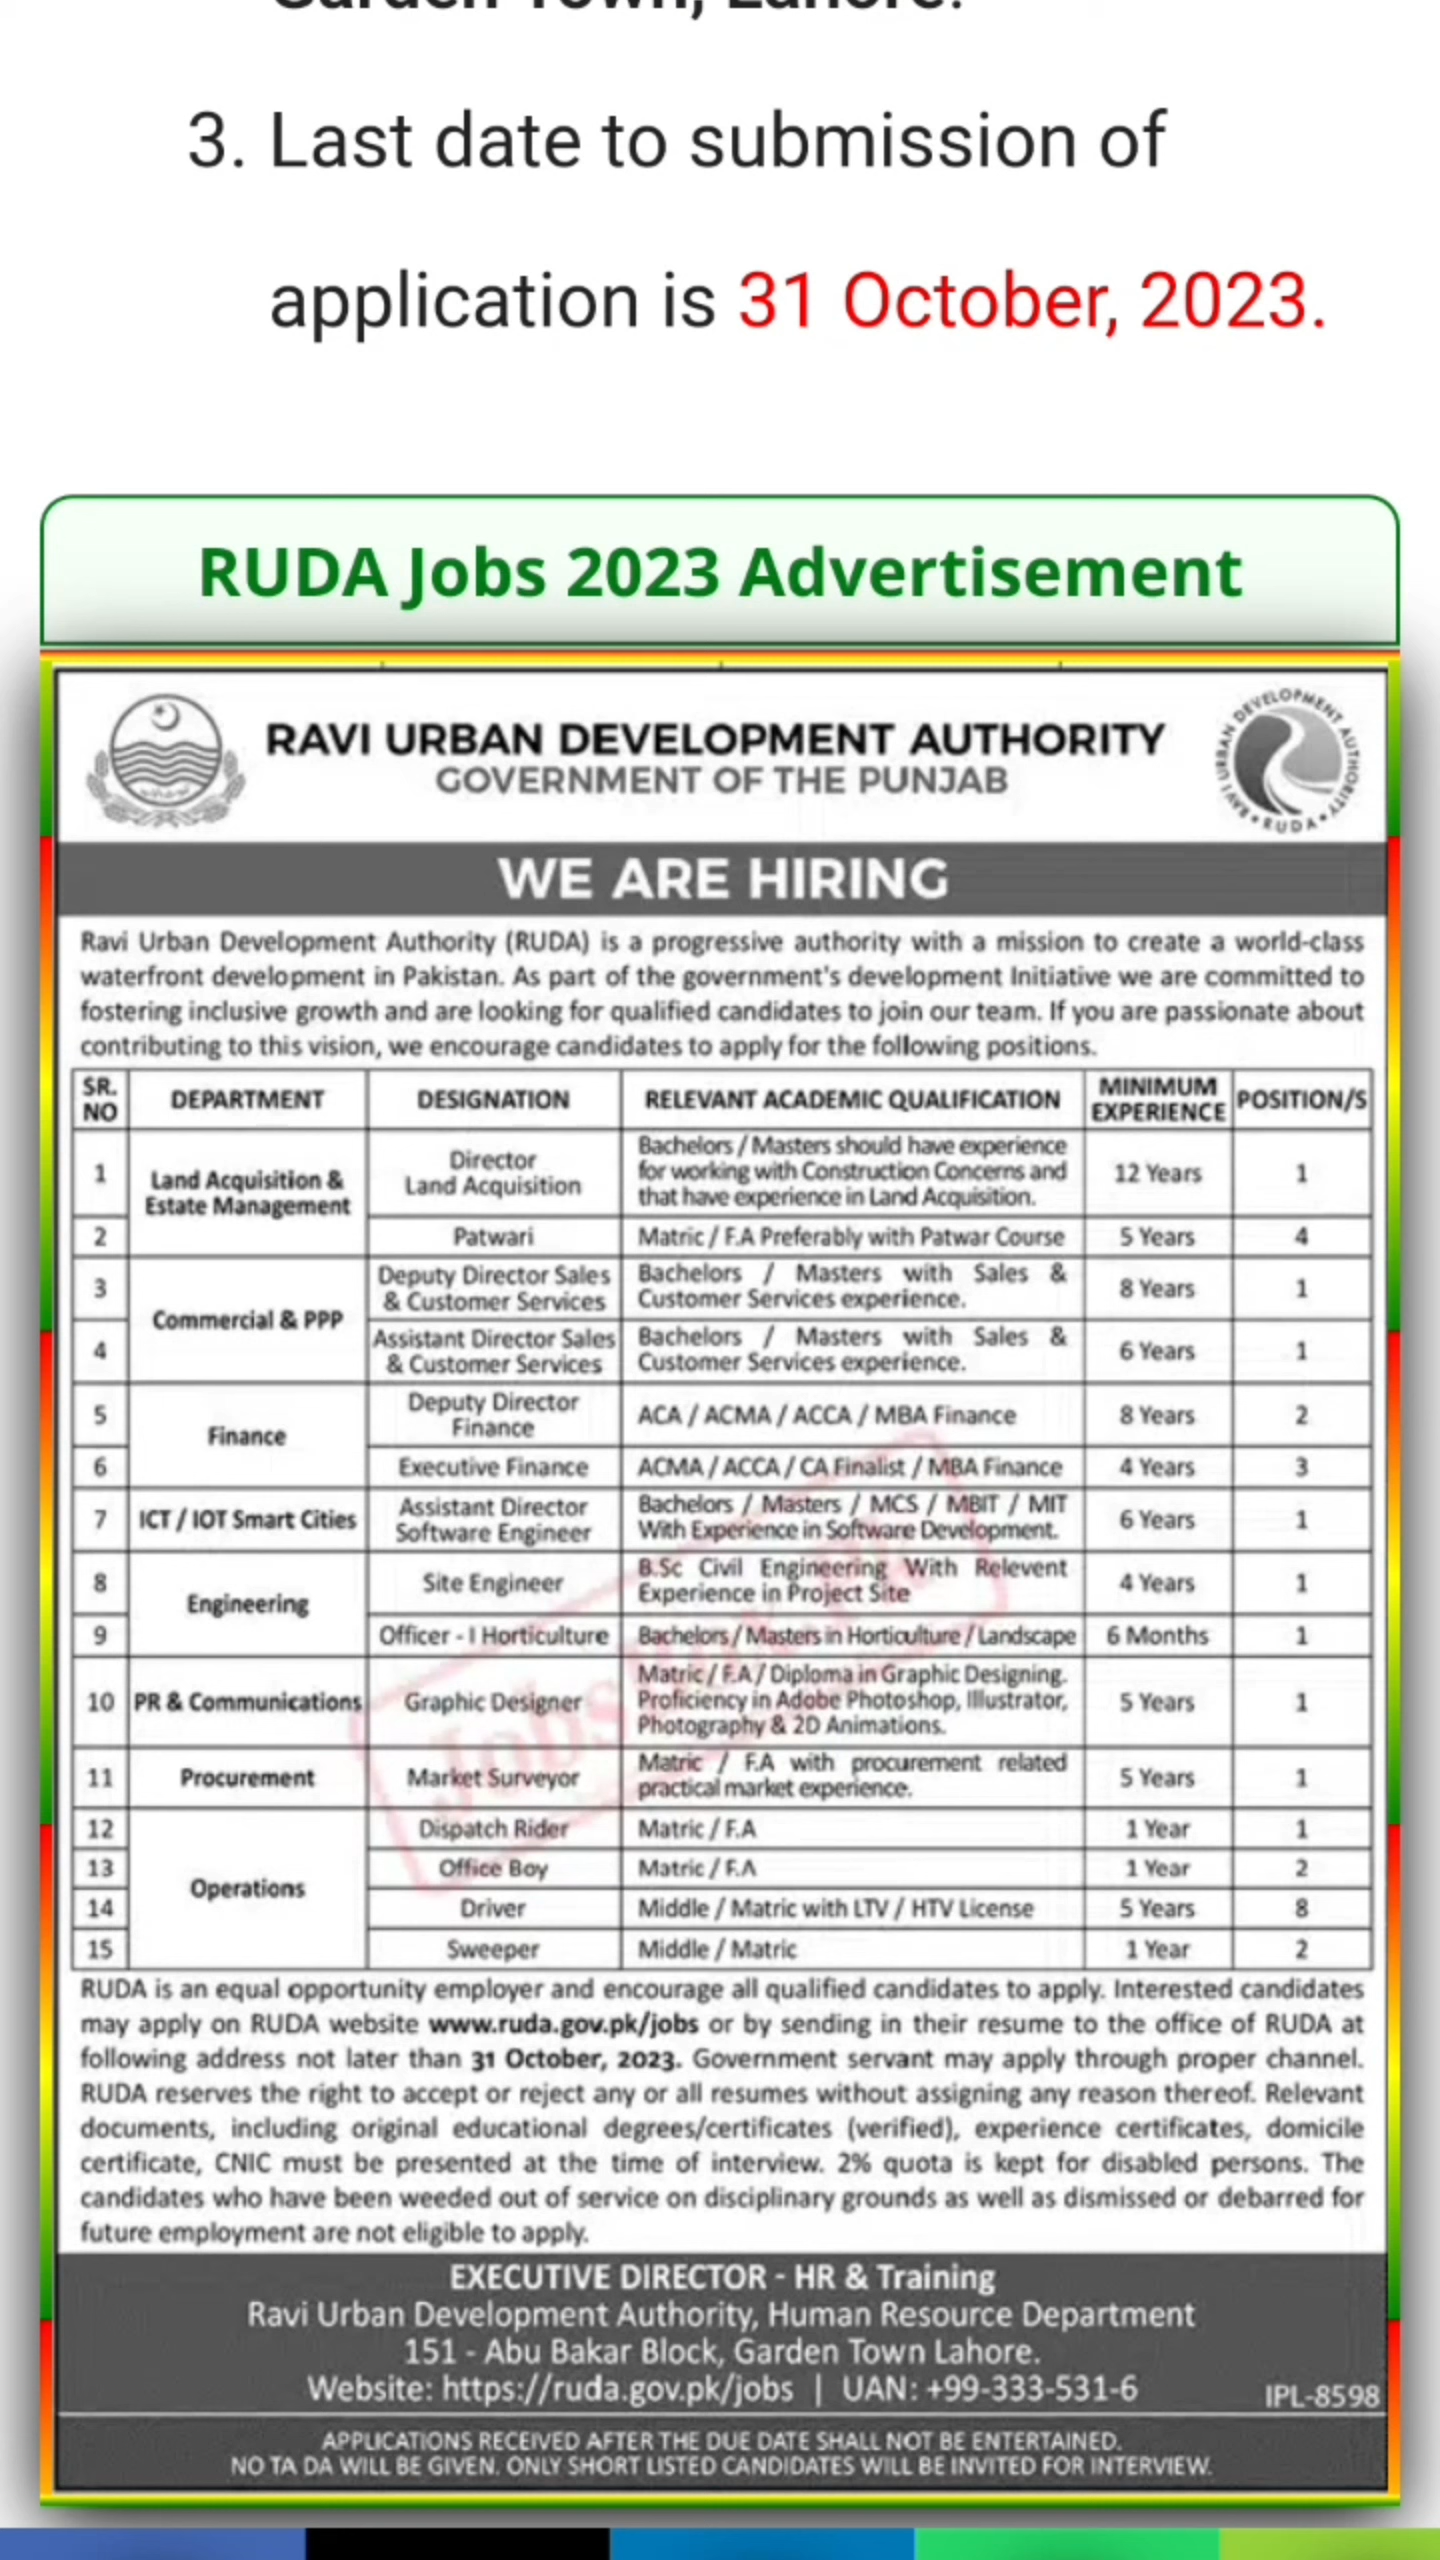 Garden Town, Lahore.
3. Last date to submission of
application is 31 October, 2023.
RUDA Jobs 2023 Advertisement
RAVI URBAN DEVELOPMENT AUTHORITY
GOVERNMENT OF THE PUNJAB
RAVI URBAN DEVELOPMENT AUTHORITY
• RUDA •
WE ARE HIRING
Ravi Urban Development Authority (RUDA) is a progressive authority with a mission to create a world-class
waterfront development in Pakistan. As part of the government's development Initiative we are committed to
fostering inclusive growth and are looking for qualified candidates to join our team. If you are passionate about
contributing to this vision, we encourage candidates to apply for the following positions.
SR. NO DEPARTMENT DESIGNATION RELEVANT ACADEMIC QUALIFICATION MINIMUM EXPERIENCE POSITION/S
1 Land Acquisition & Estate Management Director Land Acquisition Bachelors / Masters should have experience for working with Construction Concerns and that have experience in Land Acquisition. 12 Years 1
2 Patwari Matric / F.A Preferably with Patwar Course 5 Years 4
3 Commercial & PPP Deputy Director Sales & Customer Services Bachelors / Masters with Sales & Customer Services experience. 8 Years 1
4 Assistant Director Sales & Customer Services Bachelors / Masters with Sales & Customer Services experience. 6 Years 1
5 Finance Deputy Director Finance ACA / ACMA / ACCA / MBA Finance 8 Years 2
6 Executive Finance ACMA / ACCA / CA Finalist / MBA Finance 4 Years 3
7 ICT / IOT Smart Cities Assistant Director Software Engineer Bachelors / Masters / MCS / MBIT / MIT With Experience in Software Development. 6 Years 1
8 Engineering Site Engineer B.Sc Civil Engineering With Relevent Experience in Project Site 4 Years 1
9 Officer - I Horticulture Bachelors / Masters in Horticulture / Landscape 6 Months 1
10 PR & Communications Graphic Designer Matric / F.A / Diploma in Graphic Designing. Proficiency in Adobe Photoshop, Illustrator, Photography & 2D Animations. 5 Years 1
11 Procurement Market Surveyor Matric / F.A with procurement related practical market experience. 5 Years 1
12 Operations Dispatch Rider Matric / F.A 1 Year 1
13 Office Boy Matric / F.A 1 Year 2
14 Driver Middle / Matric with LTV / HTV License 5 Years 8
15 Sweeper Middle / Matric 1 Year 2
RUDA is an equal opportunity employer and encourage all qualified candidates to apply. Interested candidates
may apply on RUDA website www.ruda.gov.pk/jobs or by sending in their resume to the office of RUDA at
following address not later than 31 October, 2023. Government servant may apply through proper channel.
RUDA reserves the right to accept or reject any or all resumes without assigning any reason thereof. Relevant
documents, including original educational degrees/certificates (verified), experience certificates, domicile
certificate, CNIC must be presented at the time of interview. 2% quota is kept for disabled persons. The
candidates who have been weeded out of service on disciplinary grounds as well as dismissed or debarred for
future employment are not eligible to apply.
EXECUTIVE DIRECTOR - HR & Training
Ravi Urban Development Authority, Human Resource Department
151 - Abu Bakar Block, Garden Town Lahore.
Website: https://ruda.gov.pk/jobs | UAN: +99-333-531-6
IPL-8598
APPLICATIONS RECEIVED AFTER THE DUE DATE SHALL NOT BE ENTERTAINED.
NO TA DA WILL BE GIVEN. ONLY SHORT LISTED CANDIDATES WILL BE INVITED FOR INTERVIEW.